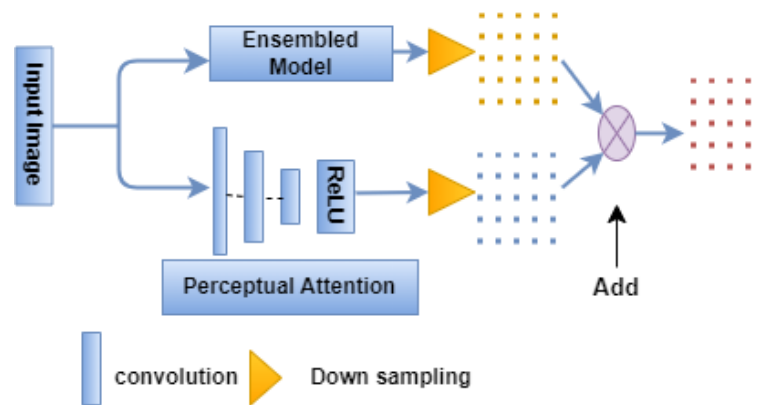 Input Image
Ensembled
Model
ReLU
Perceptual Attention
Add
convolution
Down sampling